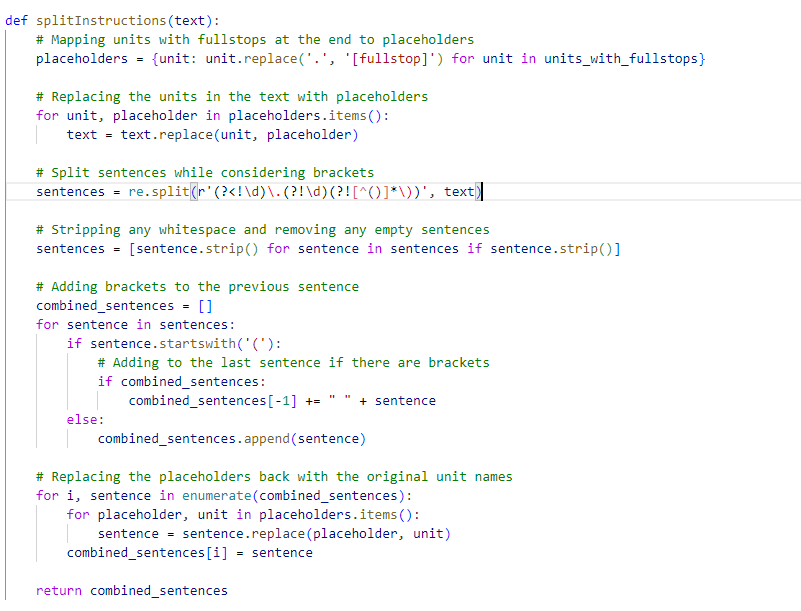 def splitInstructions(text):
    # Mapping units with fullstops at the end to placeholders
    placeholders = {unit: unit.replace('.', '[fullstop]') for unit in units_with_fullstops}

    # Replacing the units in the text with placeholders
    for unit, placeholder in placeholders.items():
        text = text.replace(unit, placeholder)

    # Split sentences while considering brackets
    sentences = re.split(r'(?<!\d)\.(?!\d)(?![^()]*\))', text)

    # Stripping any whitespace and removing any empty sentences
    sentences = [sentence.strip() for sentence in sentences if sentence.strip()]

    # Adding brackets to the previous sentence
    combined_sentences = []
    for sentence in sentences:
        if sentence.startswith('('):
            # Adding to the last sentence if there are brackets
            if combined_sentences:
                combined_sentences[-1] += " " + sentence
        else:
            combined_sentences.append(sentence)

    # Replacing the placeholders back with the original unit names
    for i, sentence in enumerate(combined_sentences):
        for placeholder, unit in placeholders.items():
            sentence = sentence.replace(placeholder, unit)
        combined_sentences[i] = sentence

    return combined_sentences